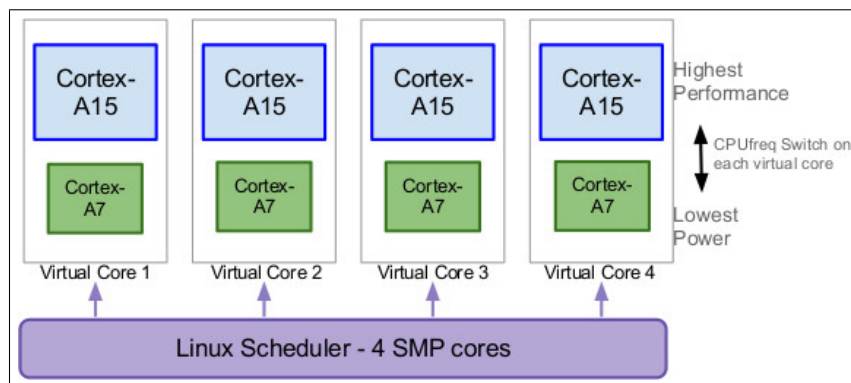 Cortex-
A15
Cortex-
A15
Cortex-
A15
Cortex-
A15
Highest
Performance
CPUfreq Switch on
each virtual core
Cortex-
A7
Cortex-
A7
Cortex-
A7
Cortex-
A7
Lowest
Power
Virtual Core 1
Virtual Core 2
Virtual Core 3
Virtual Core 4
Linux Scheduler - 4 SMP cores